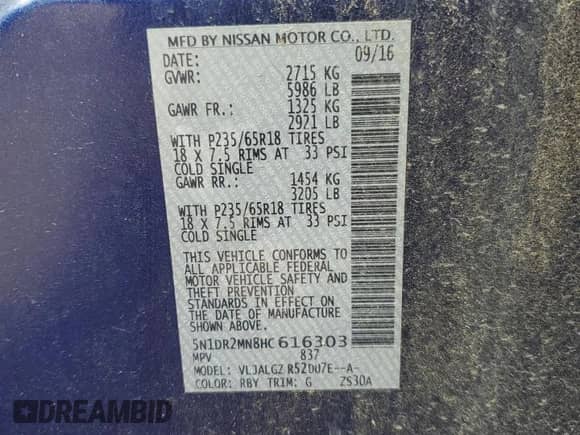 MFD BY NISSAN MOTOR CO., LTD.
DATE: 09/16
GVWR: 2715 KG
5986 LB
GAWR FR.: 1325 KG
2921 LB
WITH P235/65R18 TIRES
18 X 7.5 RIMS AT 33 PSI
COLD SINGLE
GAWR RR.: 1454 KG
3205 LB
WITH P235/65R18 TIRES
18 X 7.5 RIMS AT 33 PSI
COLD SINGLE
THIS VEHICLE CONFORMS TO
ALL APPLICABLE FEDERAL
MOTOR VEHICLE SAFETY AND
THEFT PREVENTION
STANDARDS IN EFFECT ON
THE DATE OF MANUFACTURE
SHOWN ABOVE.
5N1DR2MN8HC616303
MPV 837
MODEL: VLJALGZ R52DU7E--A-
COLOR: RBY TRIM: G ZS30A
DREAMBID